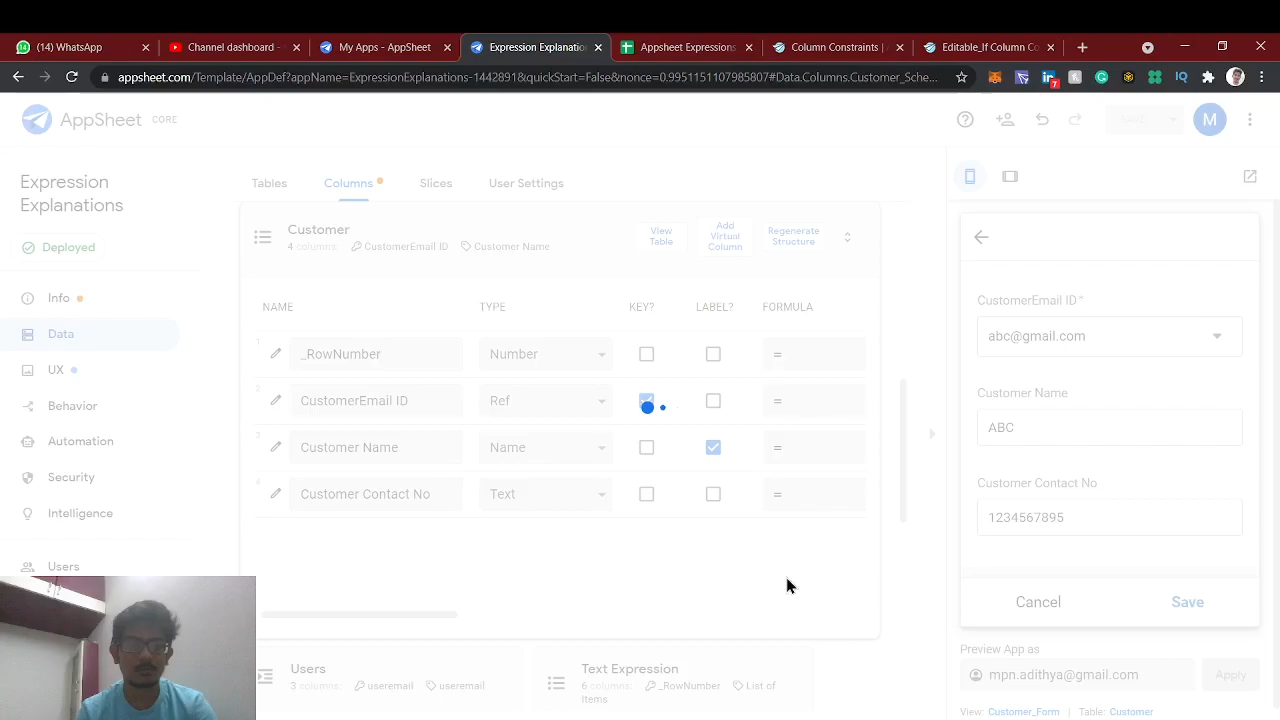 (14) WhatsApp
Channel dashboard -
My Apps - AppSheet
Expression Explanatio
Appsheet Expressions
Column Constraints |
Editable_If Column Co
appsheet.com/Template/AppDef?appName=ExpressionExplanations-1442891&quickStart=False&nonce=0.9951151107985807#Data.Columns.Customer_Sche...
AppSheet CORE
SAVE
M
Expression
Explanations
Deployed
Info
Data
UX
Behavior
Automation
Security
Intelligence
Users
Tables
Columns
Slices
User Settings
Customer
4 columns: CustomerEmail ID Customer Name
View
Table
Add
Virtual
Column
Regenerate
Structure
NAME TYPE KEY? LABEL? FORMULA
1 _RowNumber Number =
2 CustomerEmail ID Ref =
3 Customer Name Name =
4 Customer Contact No Text =
Users
3 columns: useremail useremail
Text Expression
6 columns: _RowNumber List of
Items
CustomerEmail ID*
abc@gmail.com
Customer Name
ABC
Customer Contact No
1234567895
Cancel Save
Preview App as
mpn.adithya@gmail.com Apply
View: Customer_Form | Table: Customer